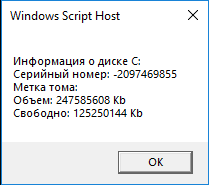 Windows Script Host
Информация о диске C:
Серийный номер: -2097469855
Метка тома:
Объем: 247585608 Kb
Свободно: 125250144 Kb
OK